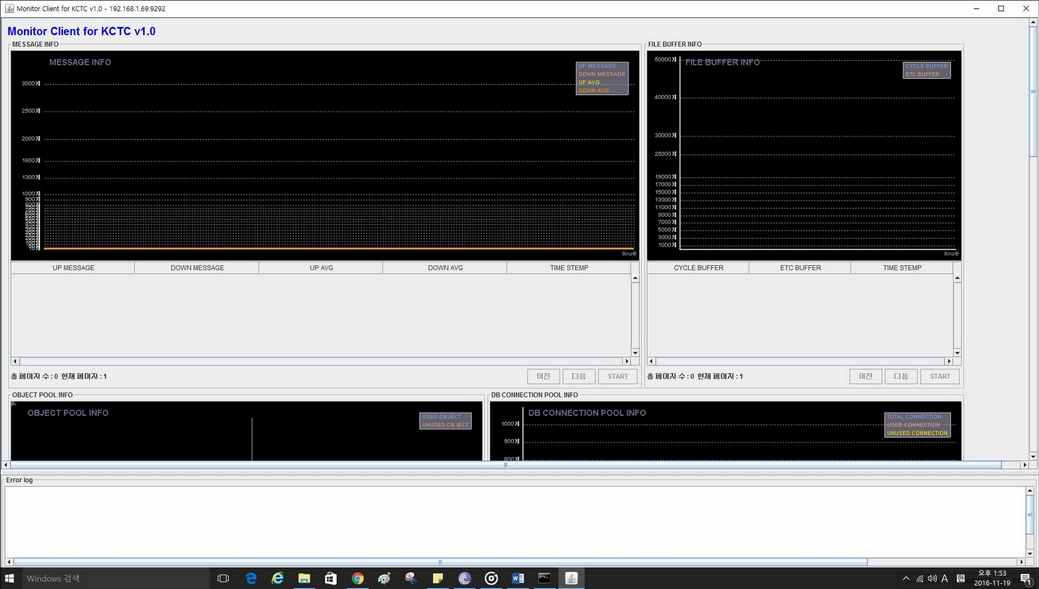 Monitor Client for KCTC v1.0 - 192.168.1.69:9292
Monitor Client for KCTC v1.0
MESSAGE INFO
MESSAGE INFO
UP MESSAGE
DOWN MESSAGE
UP AVG
DOWN AVG
3000개
2500개
2000개
1600개
1300개
1000개
900개
UP MESSAGE DOWN MESSAGE UP AVG DOWN AVG TIME STEMP
총 페이지 수 : 0 현재 페이지 : 1
이전 다음 START
FILE BUFFER INFO
FILE BUFFER INFO
CYCLE BUFFER
ETC BUFFER
50000개
40000개
30000개
25000개
19000개
17000개
15000개
13000개
11000개
9000개
7000개
5000개
3000개
1000개
CYCLE BUFFER ETC BUFFER TIME STEMP
총 페이지 수 : 0 현재 페이지 : 1
이전 다음 START
OBJECT POOL INFO
OBJECT POOL INFO
USED OBJECT
UNUSED OBJECT
DB CONNECTION POOL INFO
DB CONNECTION POOL INFO
TOTAL CONNECTION
USED CONNECTION
UNUSED CONNECTION
1000개
Error log
Windows 검색
A
오후 1:53
2016-11-19